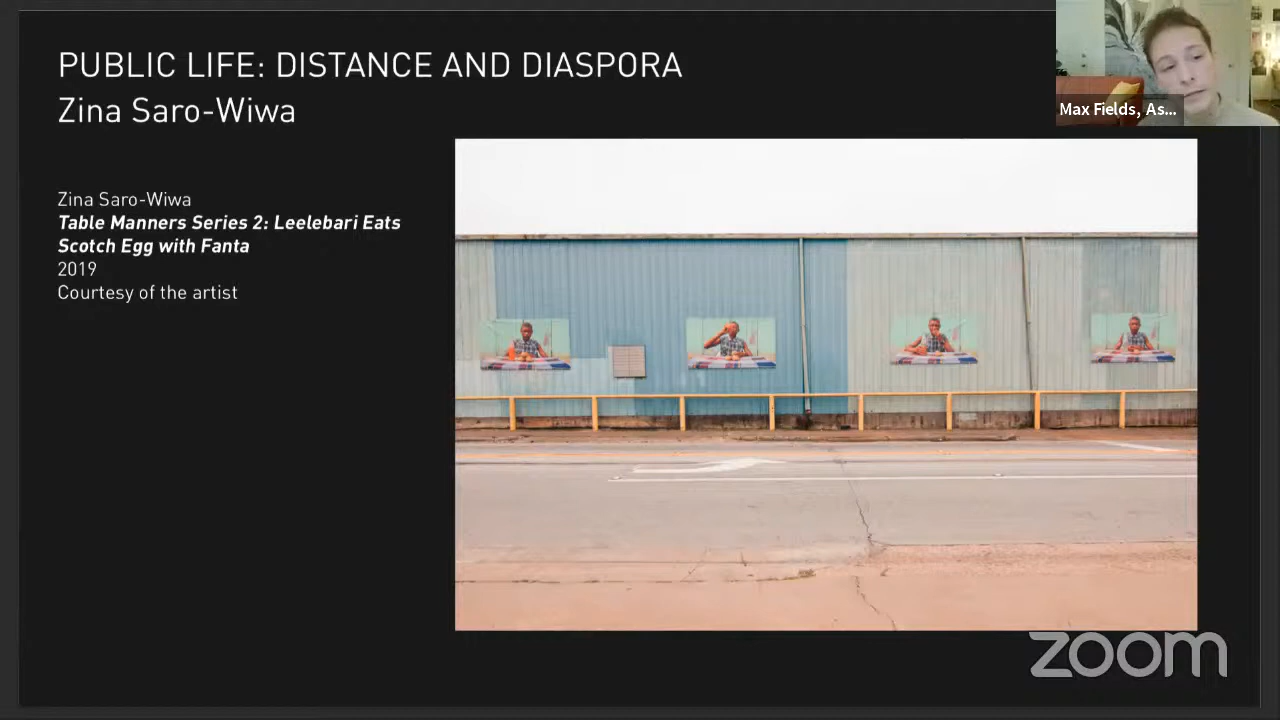 PUBLIC LIFE: DISTANCE AND DIASPORA
Zina Saro-Wiwa
Max Fields, As...
Zina Saro-Wiwa
Table Manners Series 2: Leelebari Eats
Scotch Egg with Fanta
2019
Courtesy of the artist
zoom